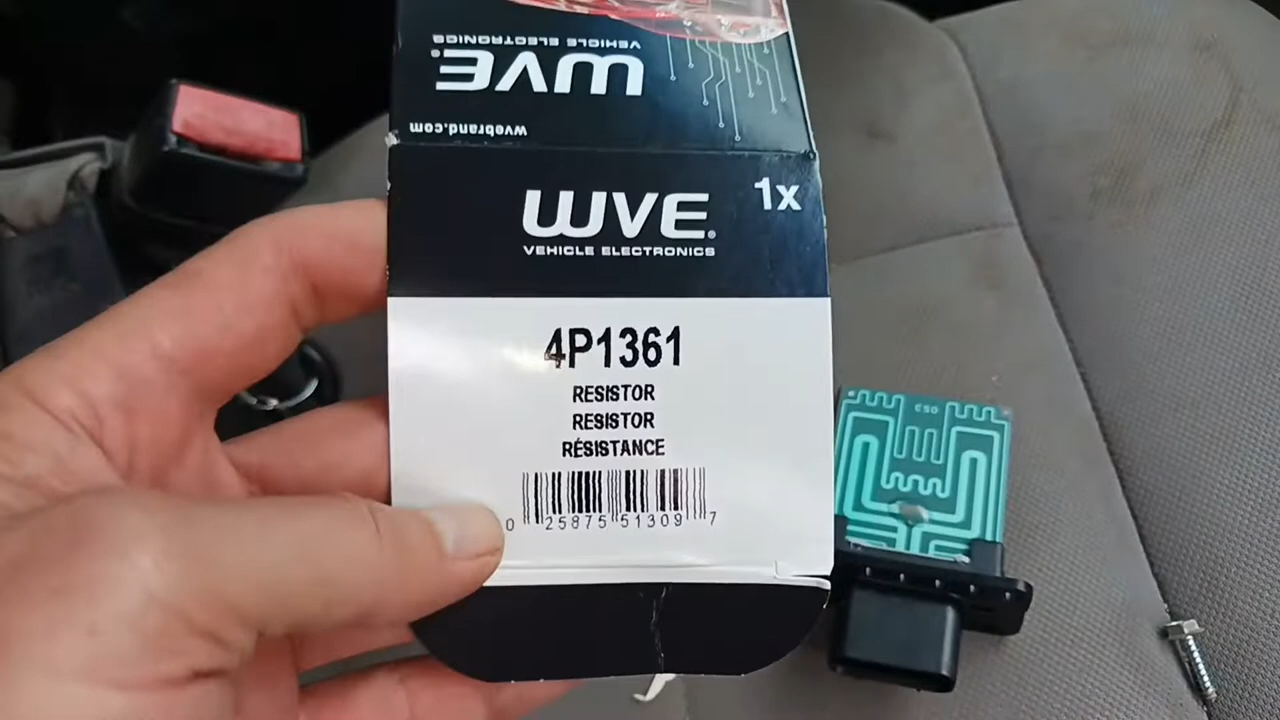 VEHICLE ELECTRONICS
WVE®
wvebrand.com
WVE®
VEHICLE ELECTRONICS
1x
4P1361
RESISTOR
RESISTOR
RÉSISTANCE
0 25875 51309 7